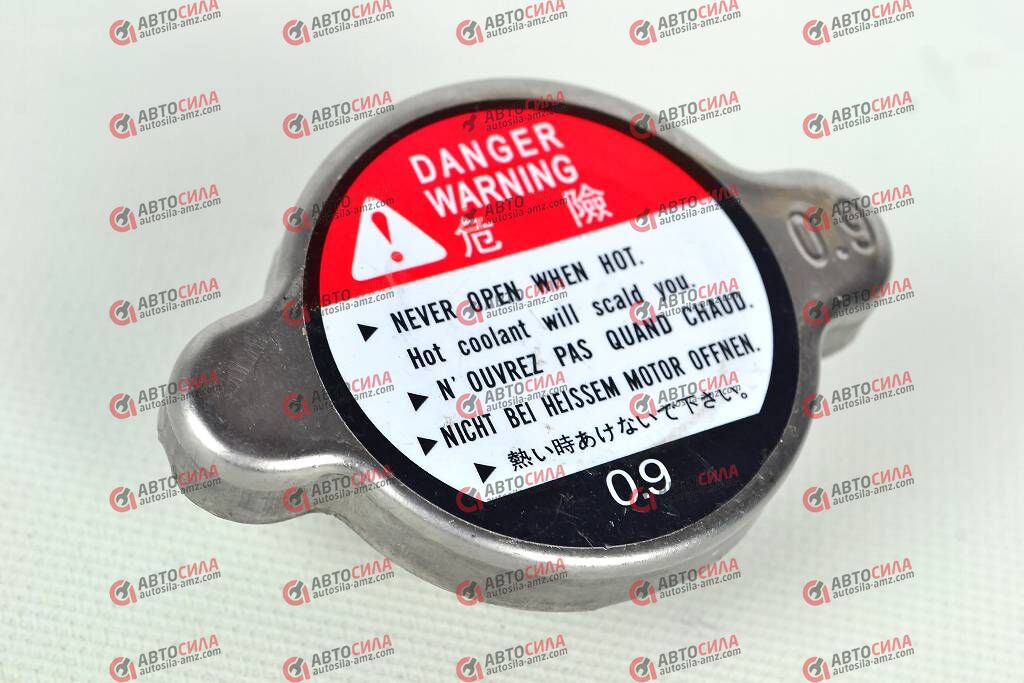 DANGER
WARNING
危 險
NEVER OPEN WHEN HOT.
Hot coolant will scald you.
N' OUVREZ PAS QUAND CHAUD.
NICHT BEI HEISSEM MOTOR OFFNEN.
熱い時あけないで下さい。
0.9
0.9
АВТОСИЛА
autosila-amz.com